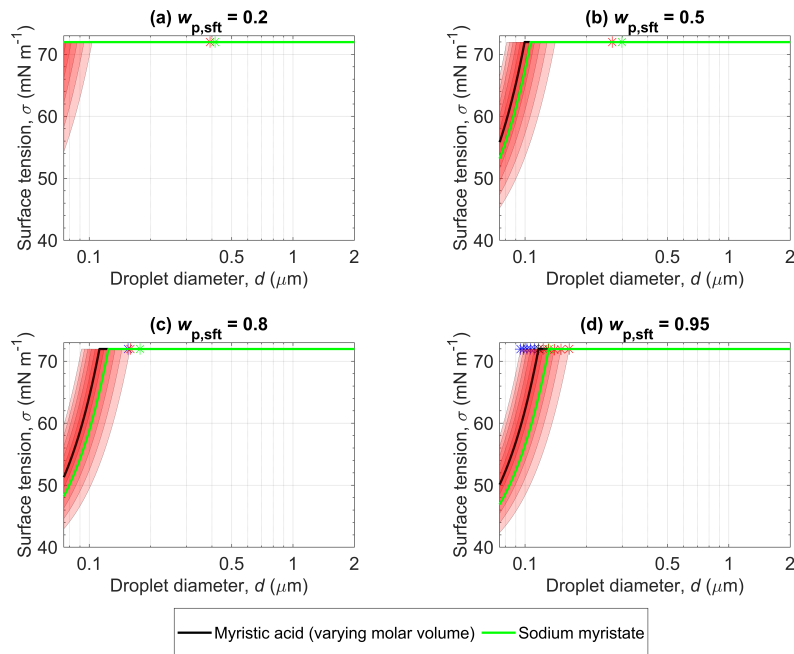 (a) wp,sft = 0.2
(b) wp,sft = 0.5
Surface tension, σ (mN m-1)
70
60
50
40
0.1 0.5 1 2
Droplet diameter, d (μm)
Surface tension, σ (mN m-1)
70
60
50
40
0.1 0.5 1 2
Droplet diameter, d (μm)
(c) wp,sft = 0.8
(d) wp,sft = 0.95
Surface tension, σ (mN m-1)
70
60
50
40
0.1 0.5 1 2
Droplet diameter, d (μm)
Surface tension, σ (mN m-1)
70
60
50
40
0.1 0.5 1 2
Droplet diameter, d (μm)
Myristic acid (varying molar volume) Sodium myristate